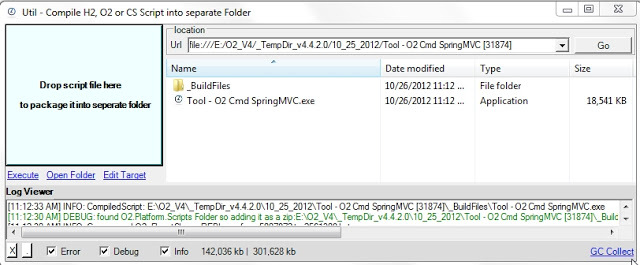 Util - Compile H2, O2 or CS Script into separate Folder
location
Url file:///E:/O2_V4/_TempDir_v4.4.2.0/10_25_2012/Tool - O2 Cmd SpringMVC [31874] Go
Drop script file here
to package it into seperate folder
Name Date modified Type Size
_BuildFiles 10/26/2012 11:12 ... File folder
Tool - O2 Cmd SpringMVC.exe 10/26/2012 11:12 ... Application 18,541 KB
Execute Open Folder Edit Target
Log Viewer
[11:12:33 AM] INFO: CompiledScript: E:\O2_V4\_TempDir_v4.4.2.0\10_25_2012\Tool - O2 Cmd SpringMVC [31874]\_BuildFiles\Tool - O2 Cmd SpringMVC.exe
[11:12:30 AM] DEBUG: found O2.Platform.Scripts Folder so adding it as a zip:E:\O2_V4\_TempDir_v4.4.2.0\10_25_2012\Tool - O2 Cmd SpringMVC [31874]\_Buil
X . Error Debug Info 142,036 kg | 301,628 kb GC Collect